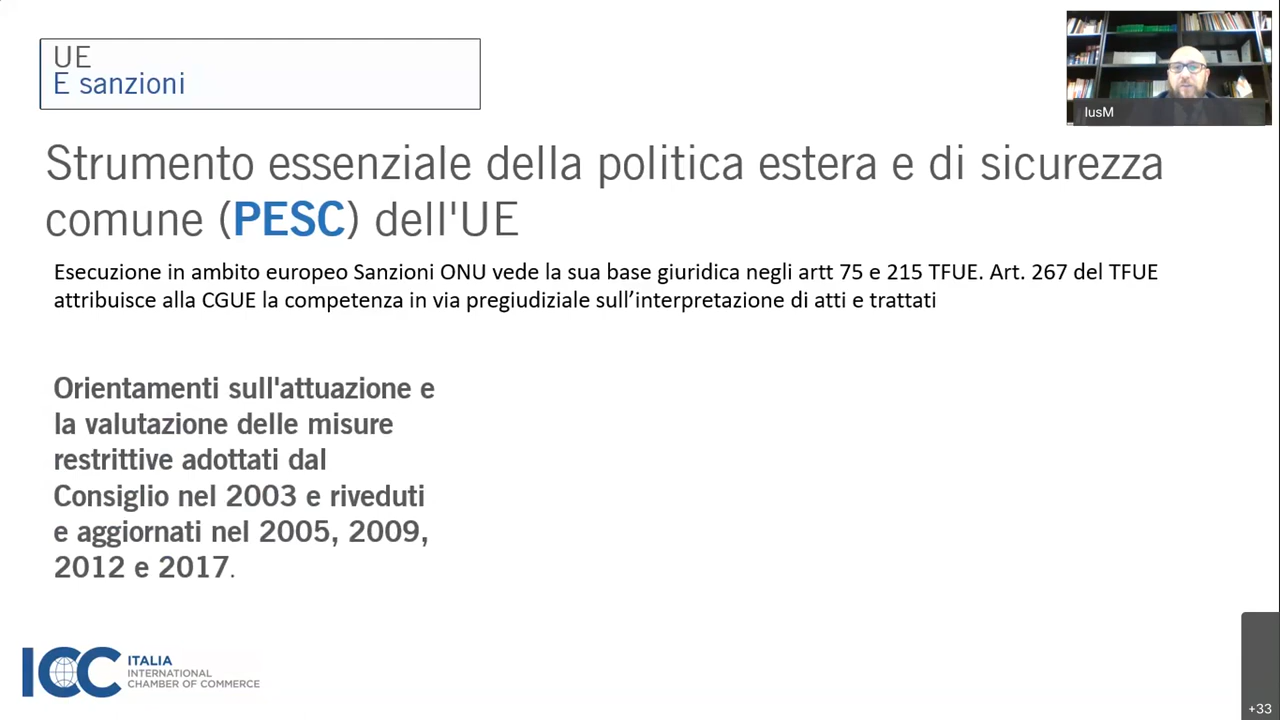 UE
E sanzioni
IusM
Strumento essenziale della politica estera e di sicurezza
comune (PESC) dell'UE
Esecuzione in ambito europeo Sanzioni ONU vede la sua base giuridica negli artt 75 e 215 TFUE. Art. 267 del TFUE
attribuisce alla CGUE la competenza in via pregiudiziale sull’interpretazione di atti e trattati
Orientamenti sull'attuazione e
la valutazione delle misure
restrittive adottati dal
Consiglio nel 2003 e riveduti
e aggiornati nel 2005, 2009,
2012 e 2017.
ICC ITALIA
INTERNATIONAL
CHAMBER OF COMMERCE
+33